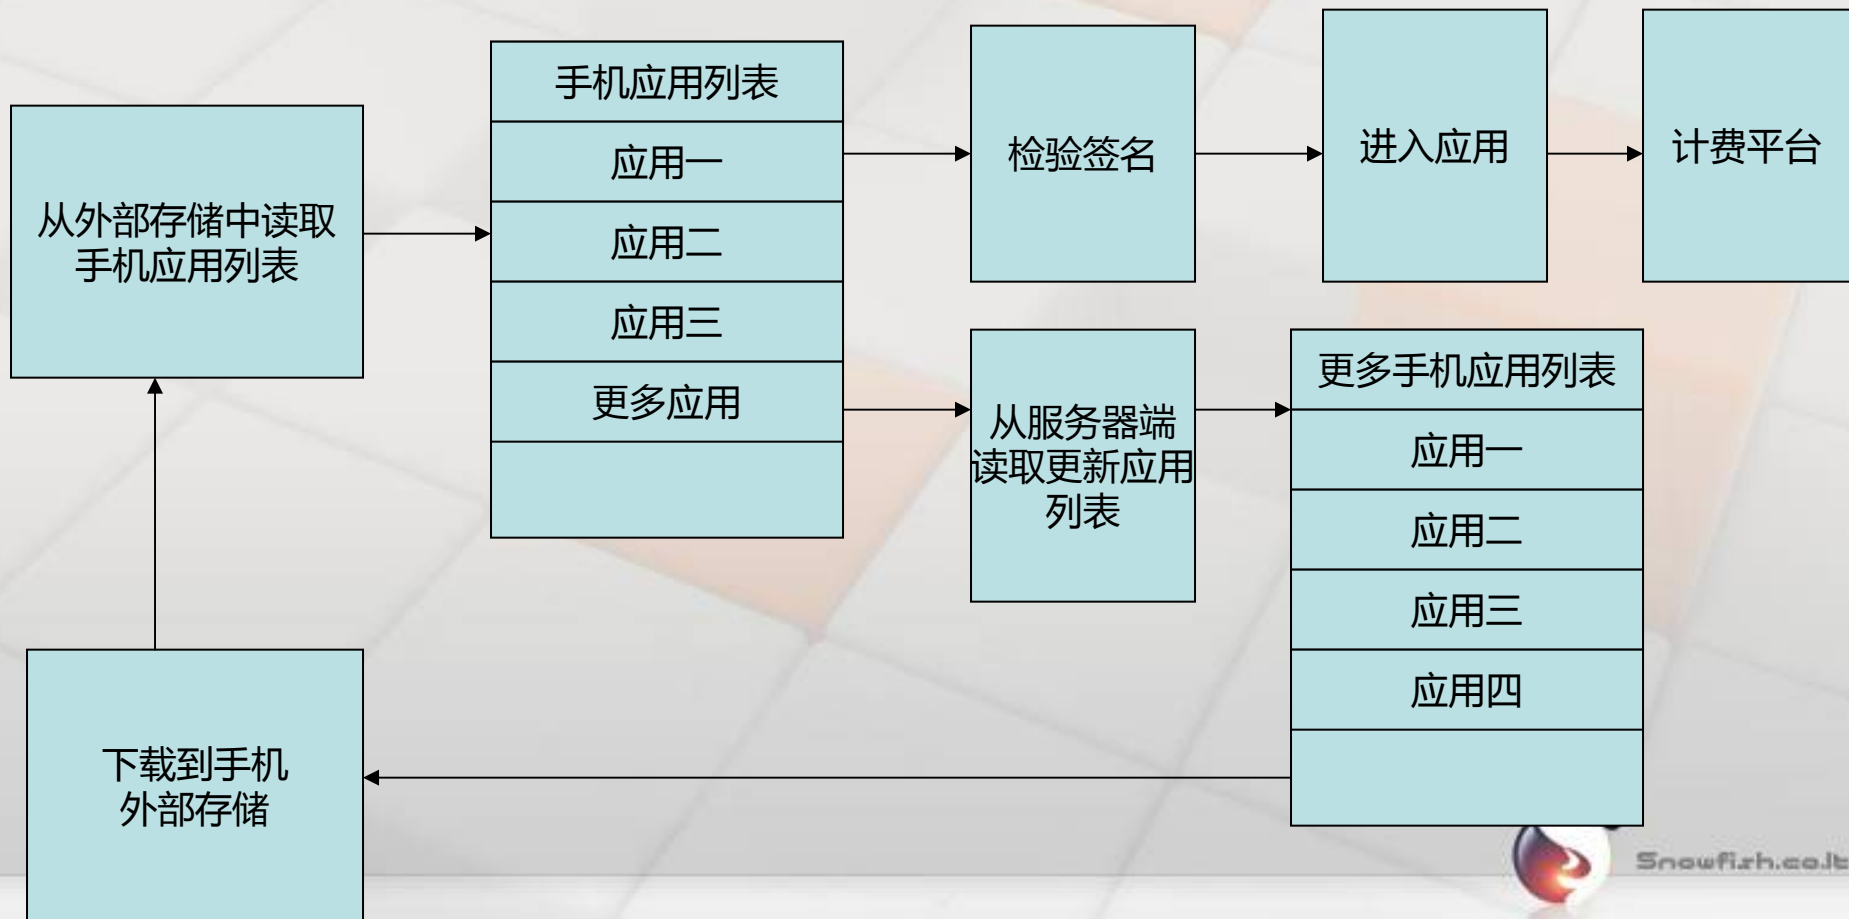 从外部存储中读取
手机应用列表
手机应用列表
应用一
应用二
应用三
更多应用
检验签名
进入应用
计费平台
从服务器端
读取更新应用
列表
更多手机应用列表
应用一
应用二
应用三
应用四
下载到手机
外部存储
Snowfish.co.lt